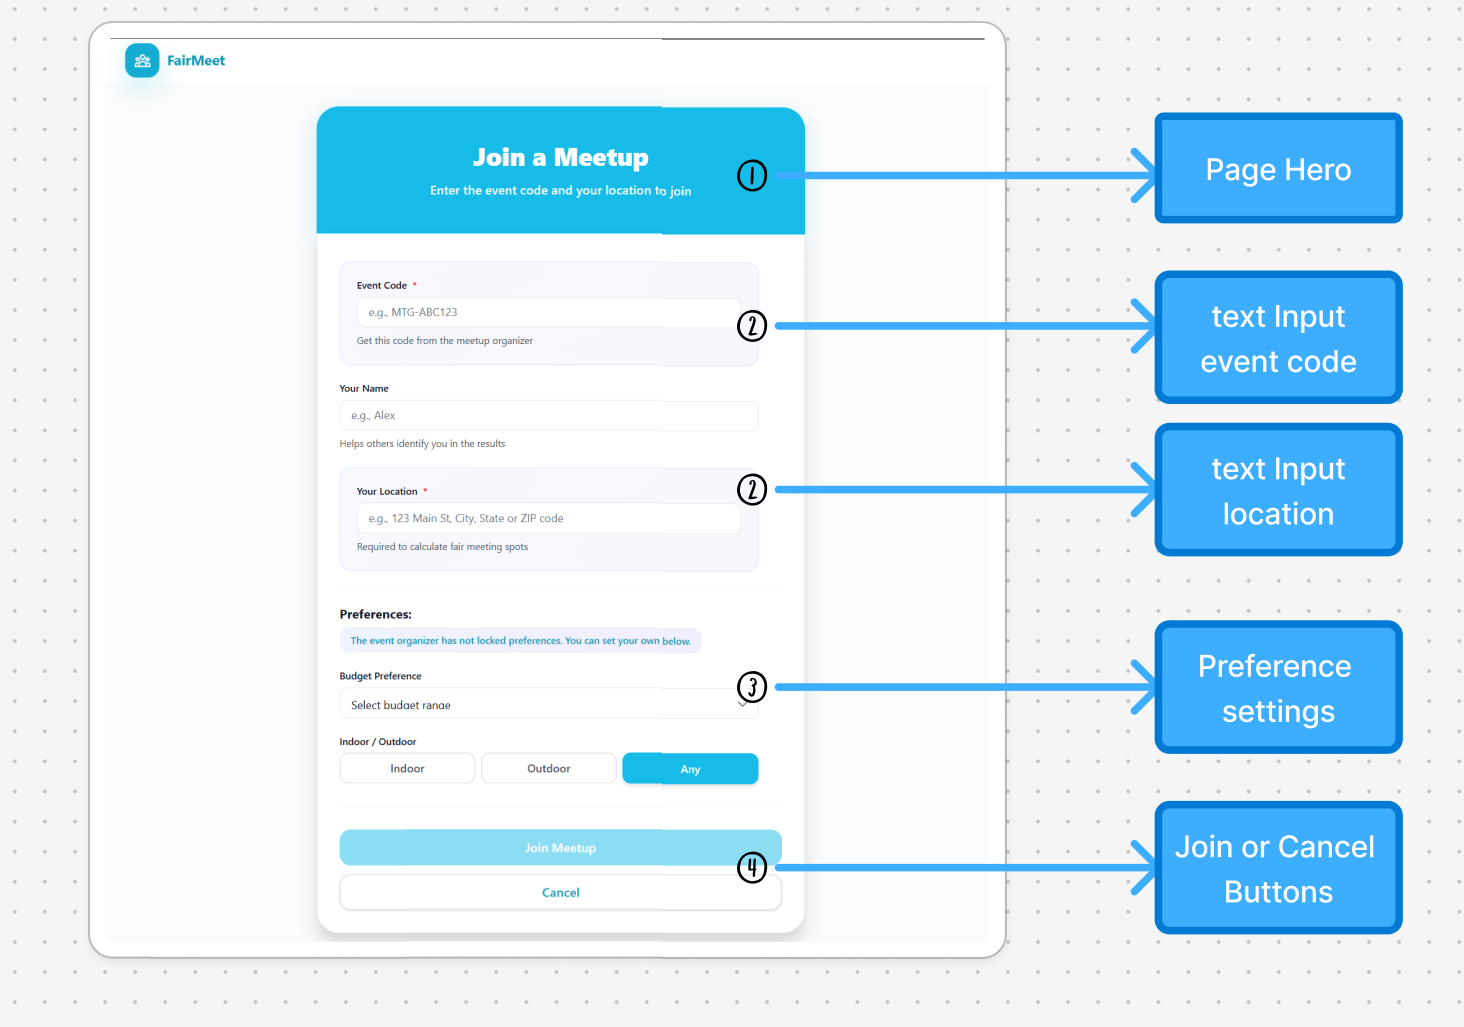 FairMeet
Join a Meetup
Enter the event code and your location to join
1
Page Hero
Event Code *
e.g., MTG-ABC123
Get this code from the meetup organizer
2
text Input
event code
Your Name
e.g., Alex
Helps others identify you in the results
Your Location *
e.g., 123 Main St, City, State or ZIP code
Required to calculate fair meeting spots
2
text Input
location
Preferences:
The event organizer has not locked preferences. You can set your own below.
Budget Preference
Select budget range
3
Preference
settings
Indoor / Outdoor
Indoor
Outdoor
Any
Join Meetup
Cancel
4
Join or Cancel
Buttons